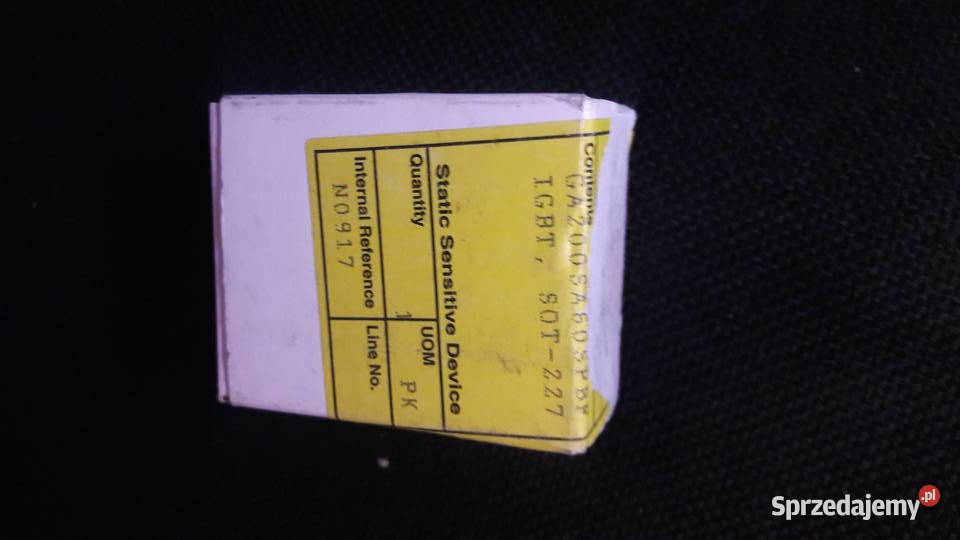 Contents
GA200SA60SPBF
IGBT, SOT-227
Static Sensitive Device
Quantity 1
UOM PK
Internal Reference
N0917
Line No.
Sprzedajemy.pl